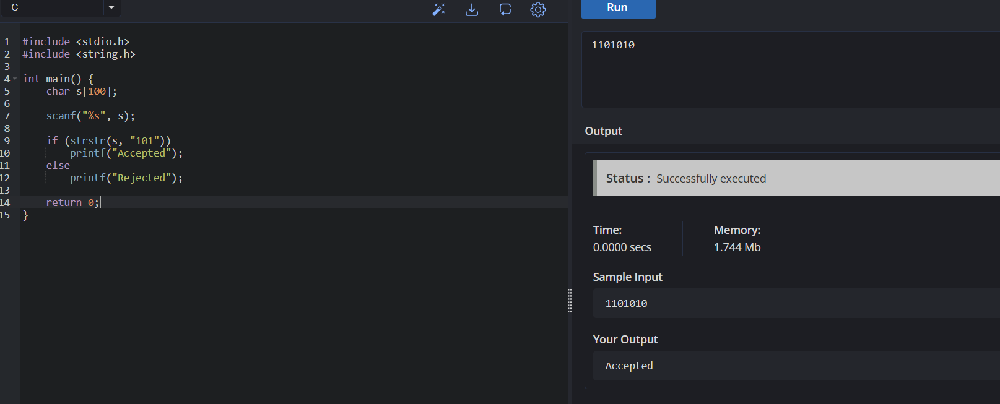 C
1 #include <stdio.h>
2 #include <string.h>
3
4 int main() {
5     char s[100];
6
7     scanf("%s", s);
8
9     if (strstr(s, "101"))
10         printf("Accepted");
11     else
12         printf("Rejected");
13
14     return 0;
15 }
Run
1101010
Output
Status : Successfully executed
Time: Memory:
0.0000 secs 1.744 Mb
Sample Input
1101010
Your Output
Accepted